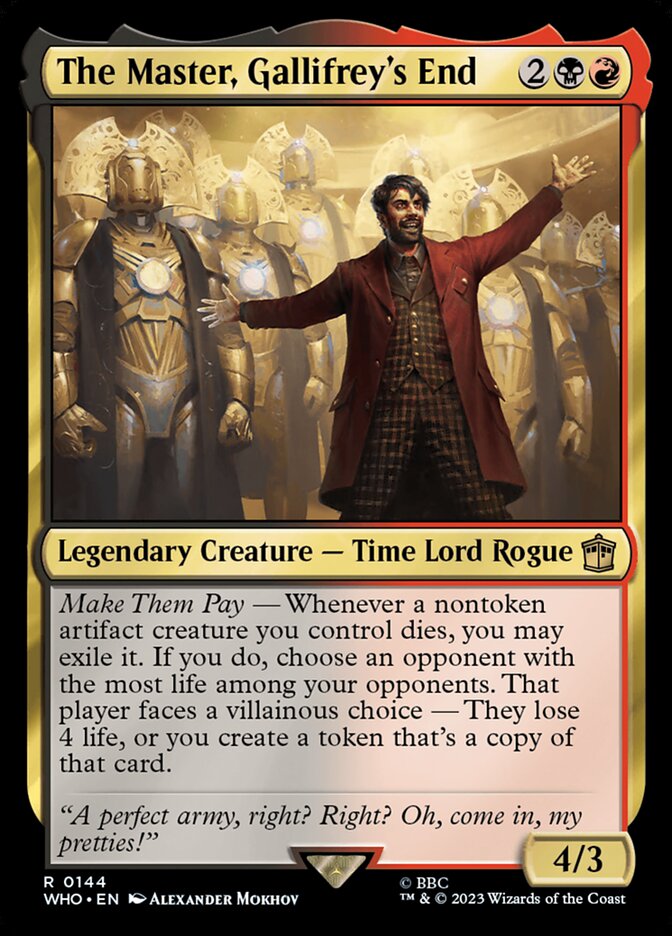 The Master, Gallifrey's End 2
Legendary Creature — Time Lord Rogue
Make Them Pay — Whenever a nontoken
artifact creature you control dies, you may
exile it. If you do, choose an opponent with
the most life among your opponents. That
player faces a villainous choice — They lose
4 life, or you create a token that's a copy of
that card.
“A perfect army, right? Right? Oh, come in, my
pretties!”
4/3
R 0144
WHO • EN ALEXANDER MOKHOV
© BBC
™ & © 2023 Wizards of the Coast